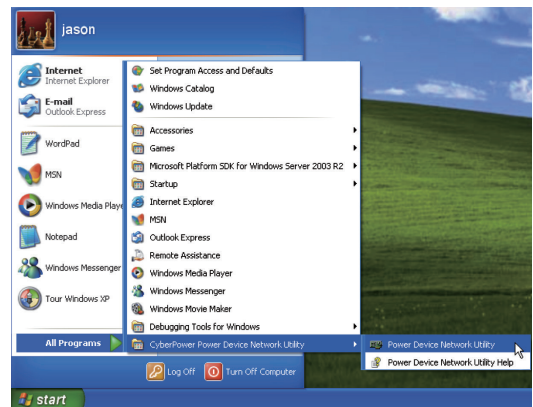 jason
Internet
Internet Explorer
E-mail
Outlook Express
WordPad
MSN
Windows Media Playe
Notepad
Windows Messenger
Tour Windows XP
All Programs
Set Program Access and Defaults
Windows Catalog
Windows Update
Accessories
Games
Microsoft Platform SDK for Windows Server 2003 R2
Startup
Internet Explorer
MSN
Outlook Express
Remote Assistance
Windows Media Player
Windows Messenger
Windows Movie Maker
Debugging Tools for Windows
CyberPower Power Device Network Utility
Power Device Network Utility
Power Device Network Utility Help
Log Off
Turn Off Computer
start